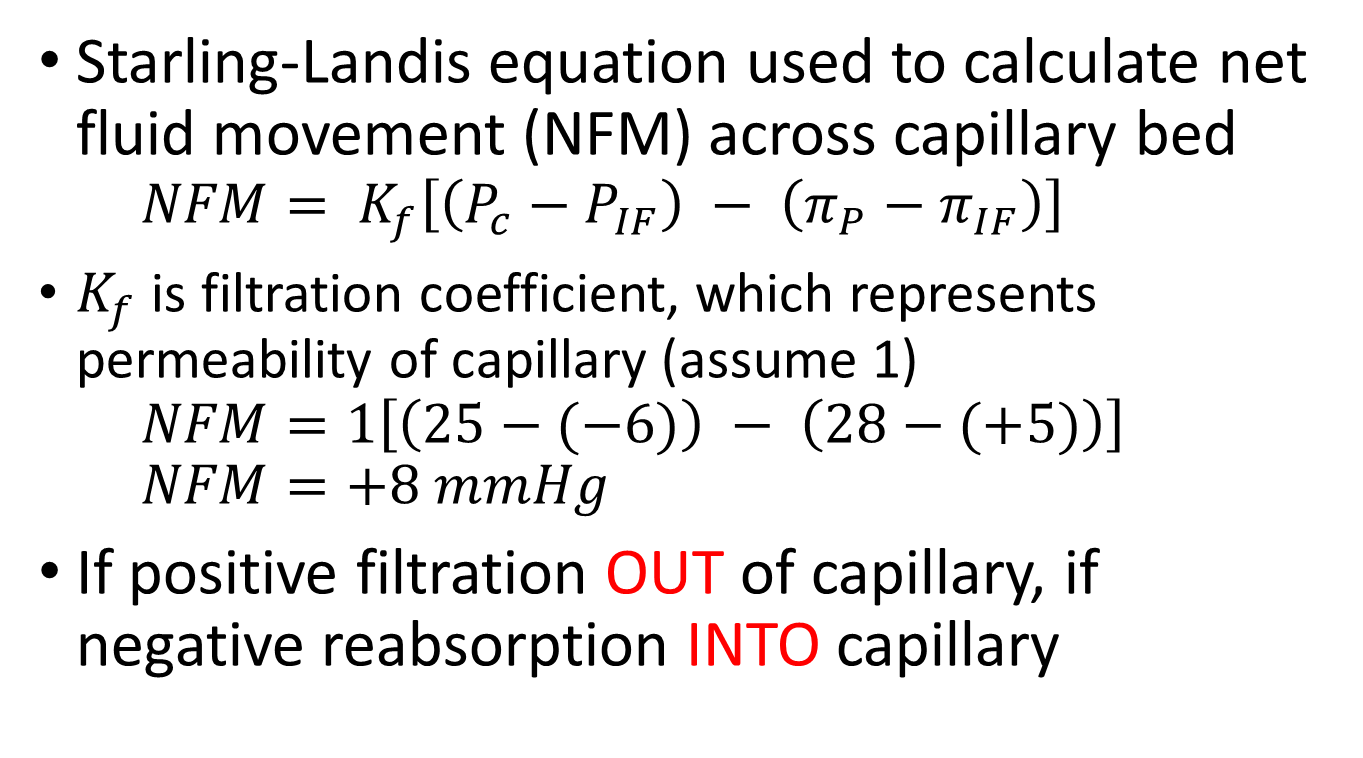 • Starling-Landis equation used to calculate net
fluid movement (NFM) across capillary bed
NFM = K_f[(P_c − P_IF) − (π_P − π_IF)]
• K_f is filtration coefficient, which represents
permeability of capillary (assume 1)
NFM = 1[(25 − (−6)) − (28 − (+5))]
NFM = +8 mmHg
• If positive filtration OUT of capillary, if
negative reabsorption INTO capillary